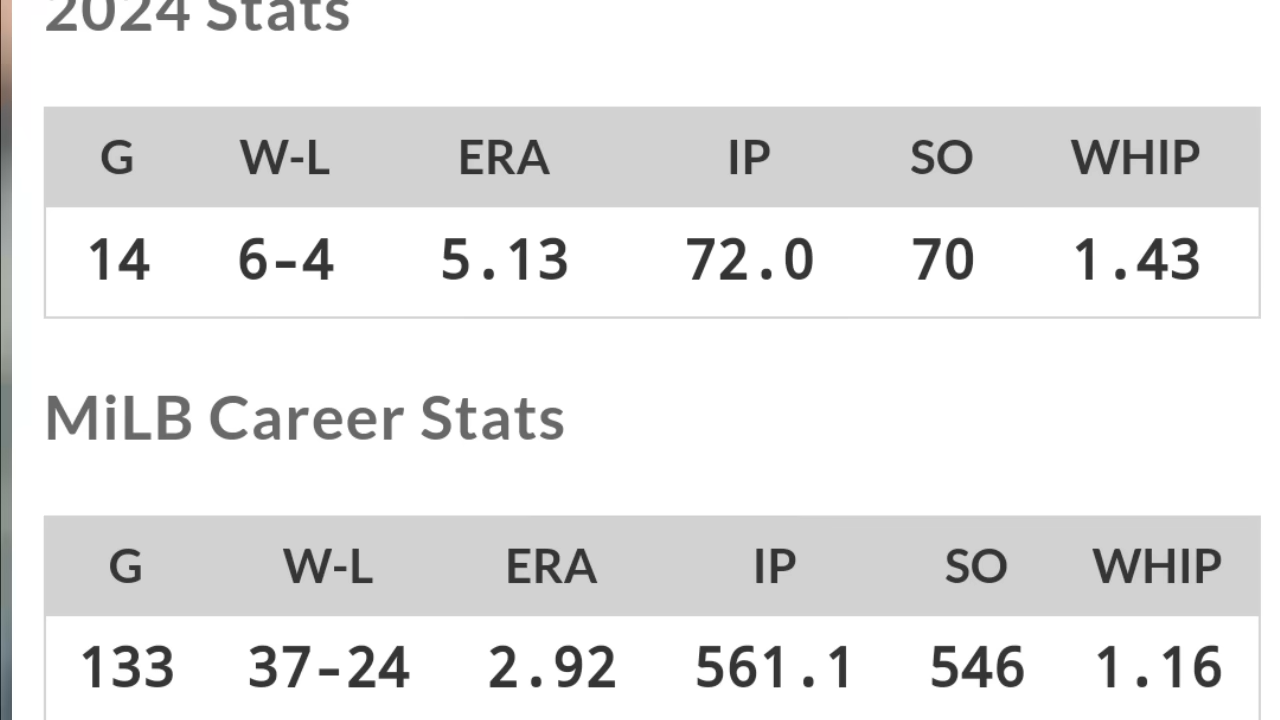 2024 Stats
G W-L ERA IP SO WHIP
14 6-4 5.13 72.0 70 1.43
MiLB Career Stats
G W-L ERA IP SO WHIP
133 37-24 2.92 561.1 546 1.16